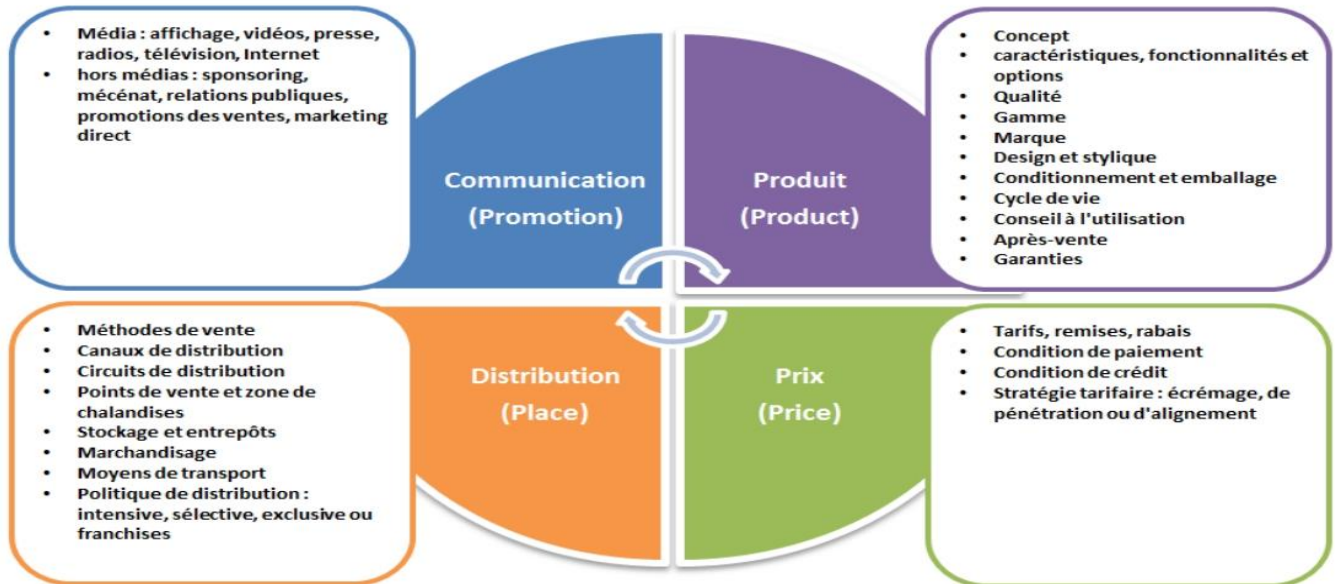 • Média : affichage, vidéos, presse,
radios, télévision, Internet
• hors médias : sponsoring,
mécénat, relations publiques,
promotions des ventes, marketing
direct
Communication
(Promotion)
Produit
(Product)
• Concept
• caractéristiques, fonctionnalités et
options
• Qualité
• Gamme
• Marque
• Design et stylique
• Conditionnement et emballage
• Cycle de vie
• Conseil à l'utilisation
• Après-vente
• Garanties
• Méthodes de vente
• Canaux de distribution
• Circuits de distribution
• Points de vente et zone de
chalandises
• Stockage et entrepôts
• Marchandisage
• Moyens de transport
• Politique de distribution :
intensive, sélective, exclusive ou
franchises
Distribution
(Place)
Prix
(Price)
• Tarifs, remises, rabais
• Condition de paiement
• Condition de crédit
• Stratégie tarifaire : écrémage, de
pénétration ou d'alignement